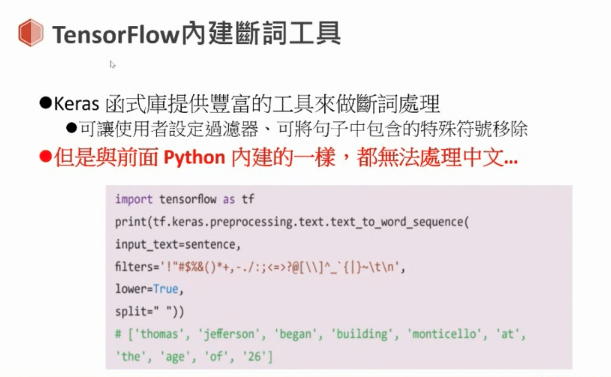 TensorFlow內建斷詞工具
●Keras 函式庫提供豐富的工具來做斷詞處理
●可讓使用者設定過濾器、可將句子中包含的特殊符號移除
●但是與前面 Python 內建的一樣，都無法處理中文...
import tensorflow as tf
print(tf.keras.preprocessing.text.text_to_word_sequence(
input_text=sentence,
filters='!"#$%&()*+,-./:;<=>?@[\\]^_`{|}~\t\n',
lower=True,
split=" "))
# ['thomas', 'jefferson', 'began', 'building', 'monticello', 'at',
'the', 'age', 'of', '26']